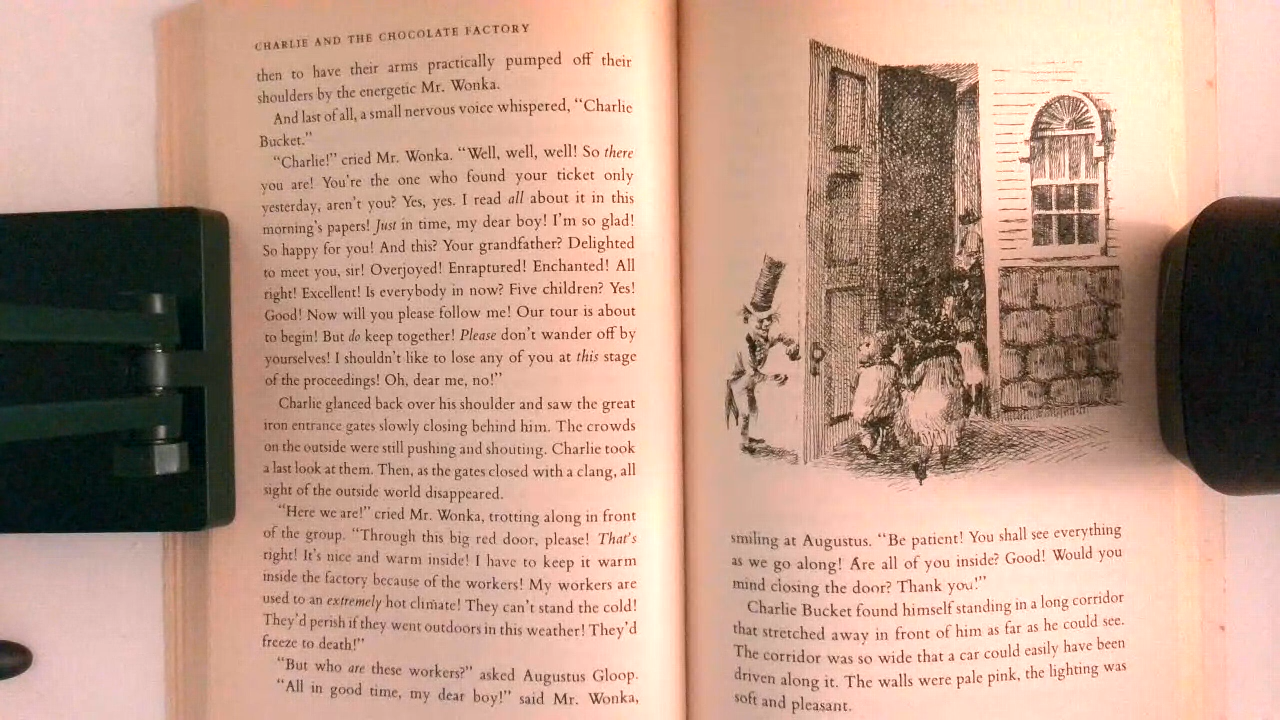 CHARLIE AND THE CHOCOLATE FACTORY
then to have their arms practically pumped off their
shoulders by the energetic Mr. Wonka.
And last of all, a small nervous voice whispered, “Charlie
Bucket.”
“Charlie!” cried Mr. Wonka. “Well, well, well! So there
you are! You’re the one who found your ticket only
yesterday, aren’t you? Yes, yes. I read all about it in this
morning’s papers! Just in time, my dear boy! I’m so glad!
So happy for you! And this? Your grandfather? Delighted
to meet you, sir! Overjoyed! Enraptured! Enchanted! All
right! Excellent! Is everybody in now? Five children? Yes!
Good! Now will you please follow me! Our tour is about
to begin! But do keep together! Please don’t wander off by
yourselves! I shouldn’t like to lose any of you at this stage
of the proceedings! Oh, dear me, no!”
Charlie glanced back over his shoulder and saw the great
iron entrance gates slowly closing behind him. The crowds
on the outside were still pushing and shouting. Charlie took
a last look at them. Then, as the gates closed with a clang, all
sight of the outside world disappeared.
“Here we are!” cried Mr. Wonka, trotting along in front
of the group. “Through this big red door, please! That’s
right! It’s nice and warm inside! I have to keep it warm
inside the factory because of the workers! My workers are
used to an extremely hot climate! They can’t stand the cold!
They’d perish if they went outdoors in this weather! They’d
freeze to death!”
“But who are these workers?” asked Augustus Gloop.
“All in good time, my dear boy!” said Mr. Wonka,
smiling at Augustus. “Be patient! You shall see everything
as we go along! Are all of you inside? Good! Would you
mind closing the door? Thank you!”
Charlie Bucket found himself standing in a long corridor
that stretched away in front of him as far as he could see.
The corridor was so wide that a car could easily have been
driven along it. The walls were pale pink, the lighting was
soft and pleasant.